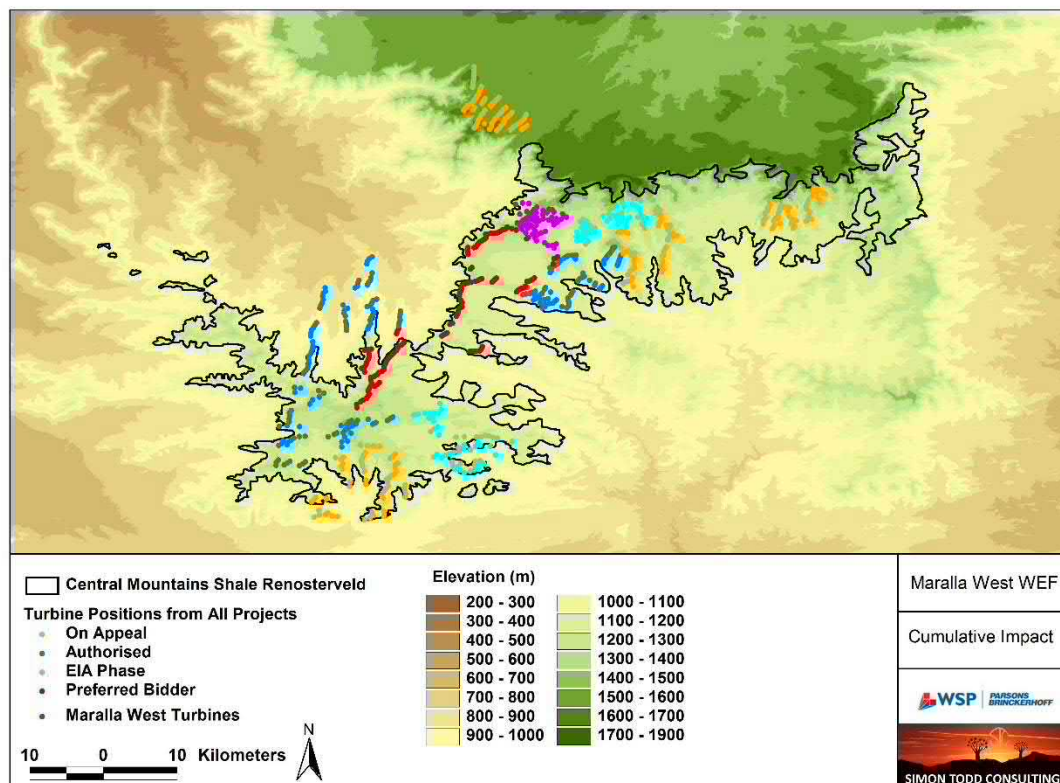 Central Mountains Shale Renosterveld
Turbine Positions from All Projects
On Appeal
Authorised
EIA Phase
Preferred Bidder
Maralla West Turbines
10 0 10 Kilometers
N
Elevation (m)
200 - 300
300 - 400
400 - 500
500 - 600
600 - 700
700 - 800
800 - 900
900 - 1000
1000 - 1100
1100 - 1200
1200 - 1300
1300 - 1400
1400 - 1500
1500 - 1600
1600 - 1700
1700 - 1900
Maralla West WEF
Cumulative Impact
WSP PARSONS
BRINCKERHOFF
SIMON TODD CONSULTING